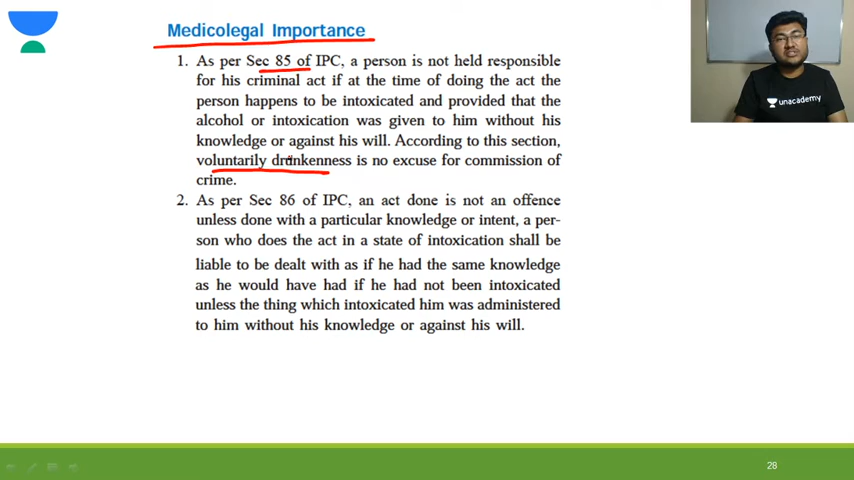 Medicolegal Importance
1. As per Sec 85 of IPC, a person is not held responsible
for his criminal act if at the time of doing the act the
person happens to be intoxicated and provided that the
alcohol or intoxication was given to him without his
knowledge or against his will. According to this section,
voluntarily drunkenness is no excuse for commission of
crime.
2. As per Sec 86 of IPC, an act done is not an offence
unless done with a particular knowledge or intent, a per-
son who does the act in a state of intoxication shall be
liable to be dealt with as if he had the same knowledge
as he would have had if he had not been intoxicated
unless the thing which intoxicated him was administered
to him without his knowledge or against his will.
unacademy
28